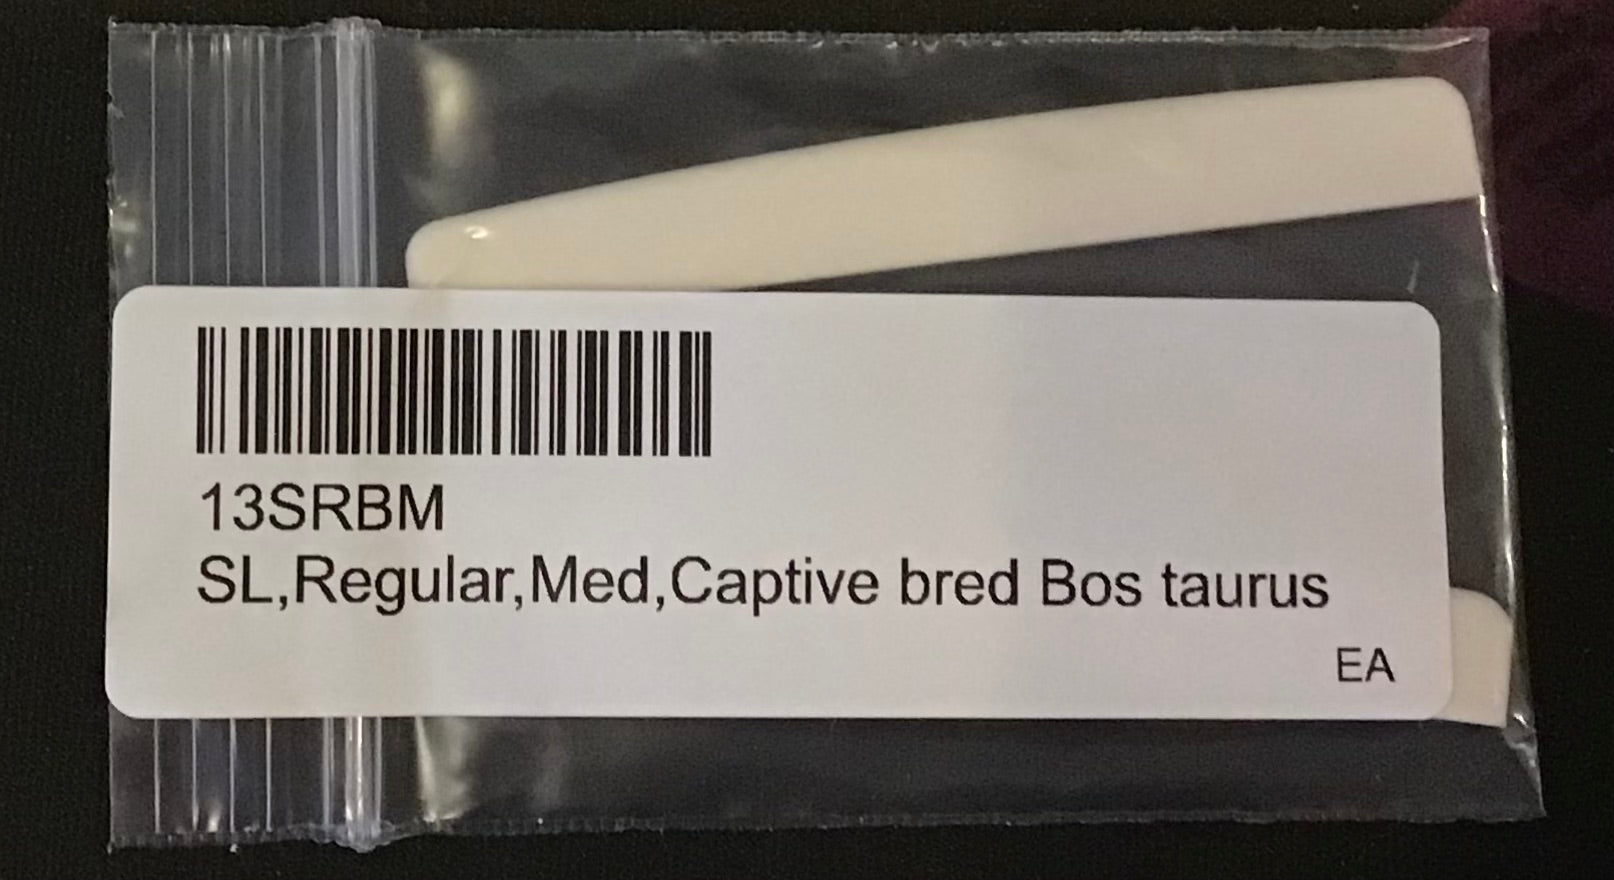 13SRBM
SL,Regular,Med,Captive bred Bos taurus
EA